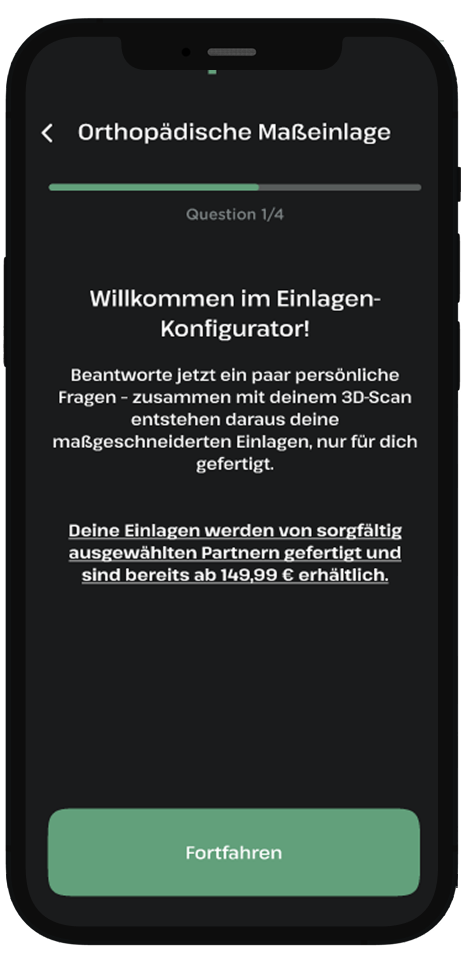 Orthopädische Maßeinlage
Question 1/4
Willkommen im Einlagen-
Konfigurator!
Beantworte jetzt ein paar persönliche
Fragen – zusammen mit deinem 3D-Scan
entstehen daraus deine
maßgeschneiderten Einlagen, nur für dich
gefertigt.
Deine Einlagen werden von sorgfältig
ausgewählten Partnern gefertigt und
sind bereits ab 149,99 € erhältlich.
Fortfahren